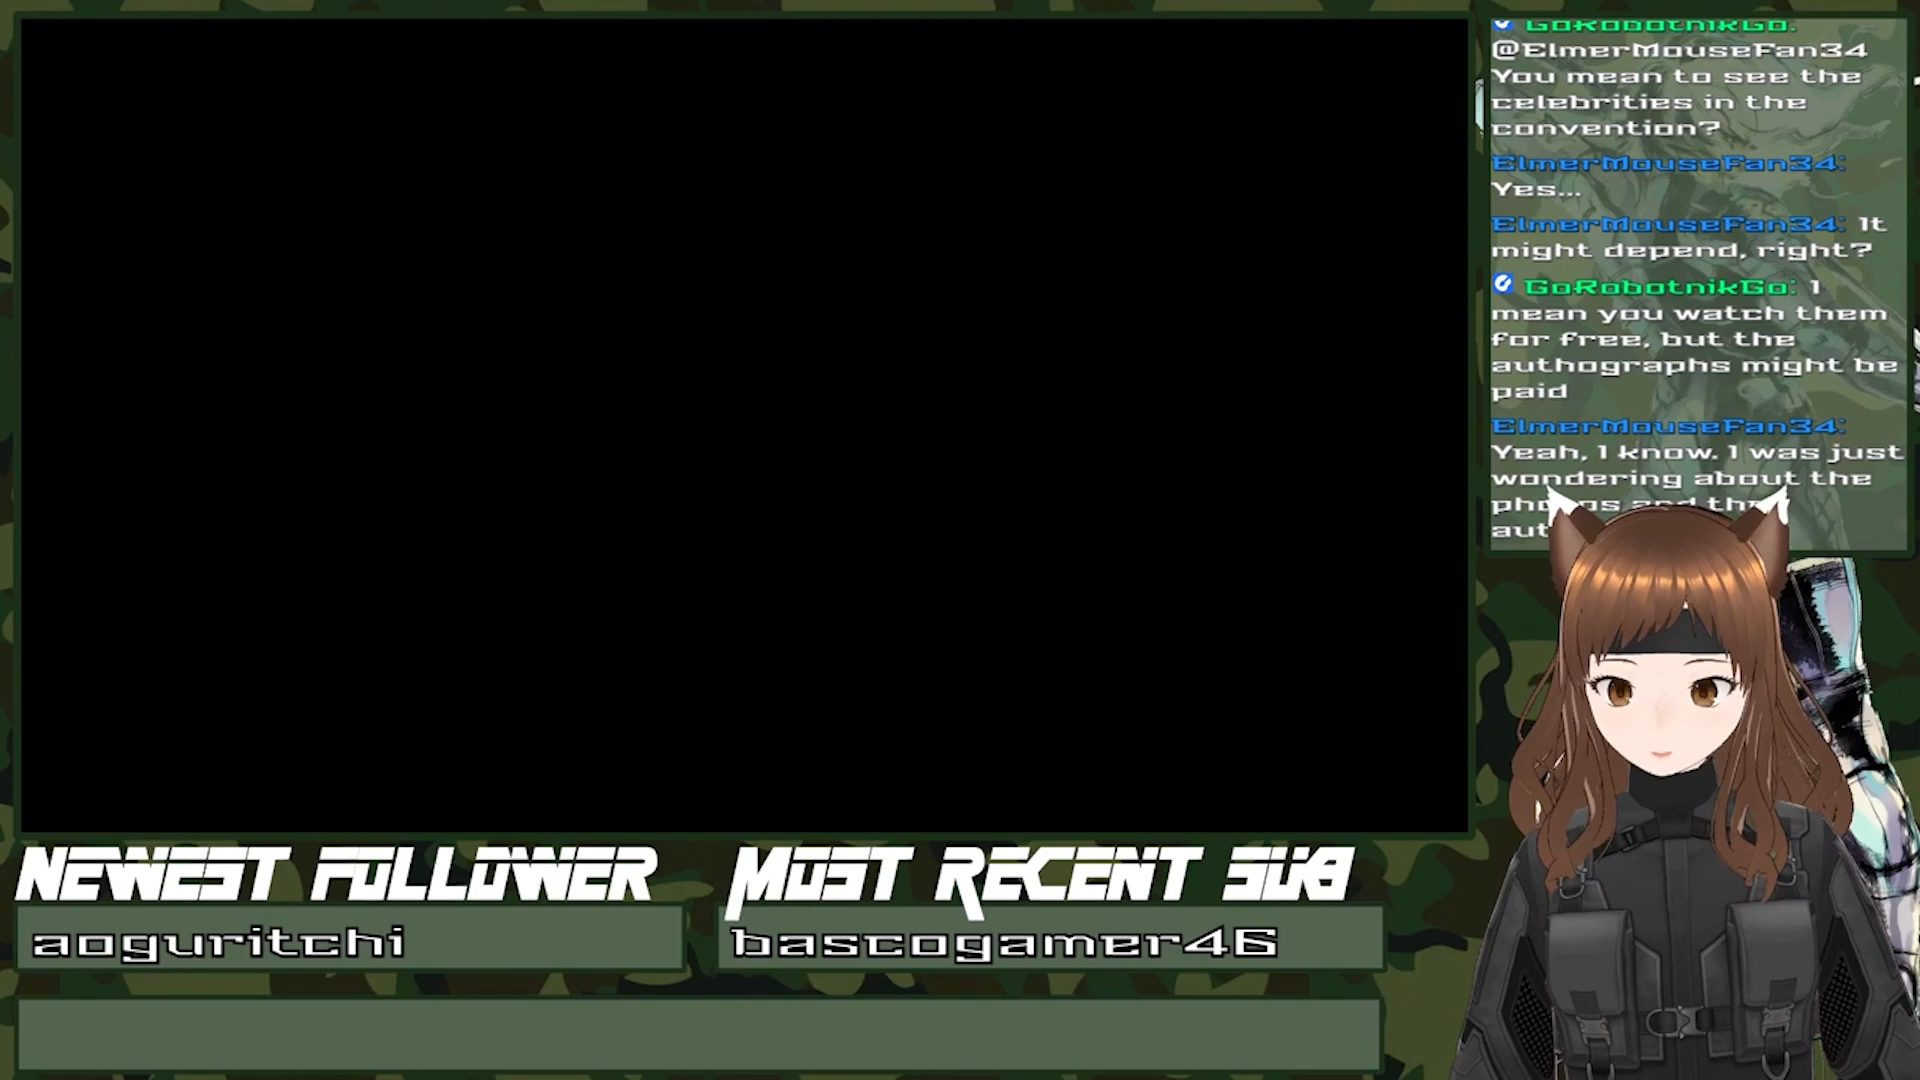 GoRobotnikGo:
@ElmerMouseFan34
You mean to see the
celebrities in the
convention?
ElmerMouseFan34:
Yes...
ElmerMouseFan34: It
might depend, right?
GoRobotnikGo: I
mean you watch them
for free, but the
authographs might be
paid
ElmerMouseFan34:
Yeah, I know. I was just
wondering about the
NEWEST FOLLOWER
MOST RECENT SUB
aoguritchi
bascogamer46